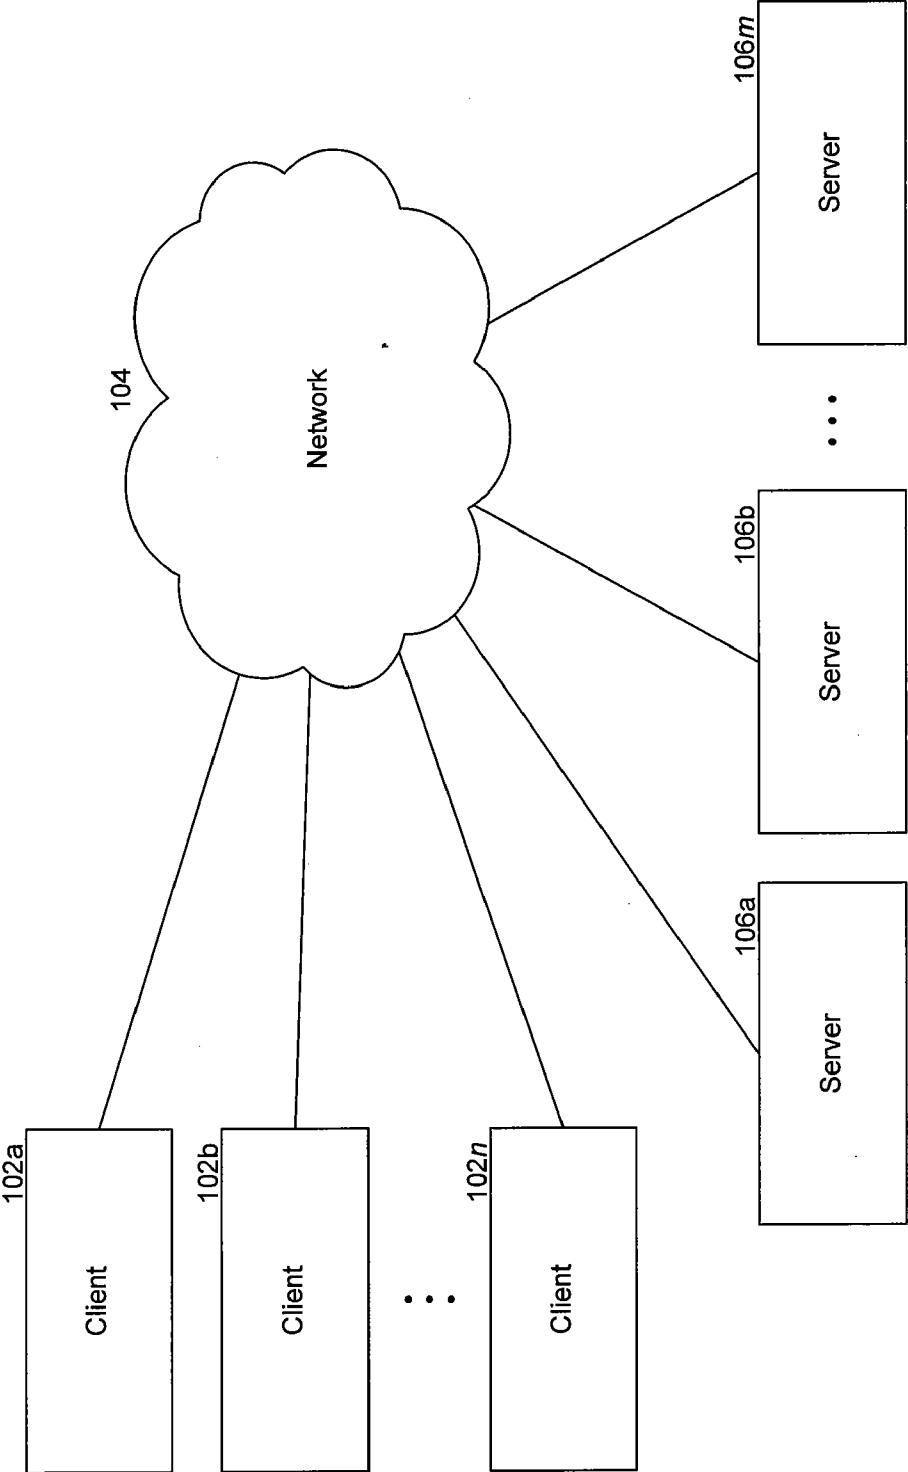 102a
Client
102b
Client
102n
Client
104
Network
106a
Server
106b
Server
106m
Server